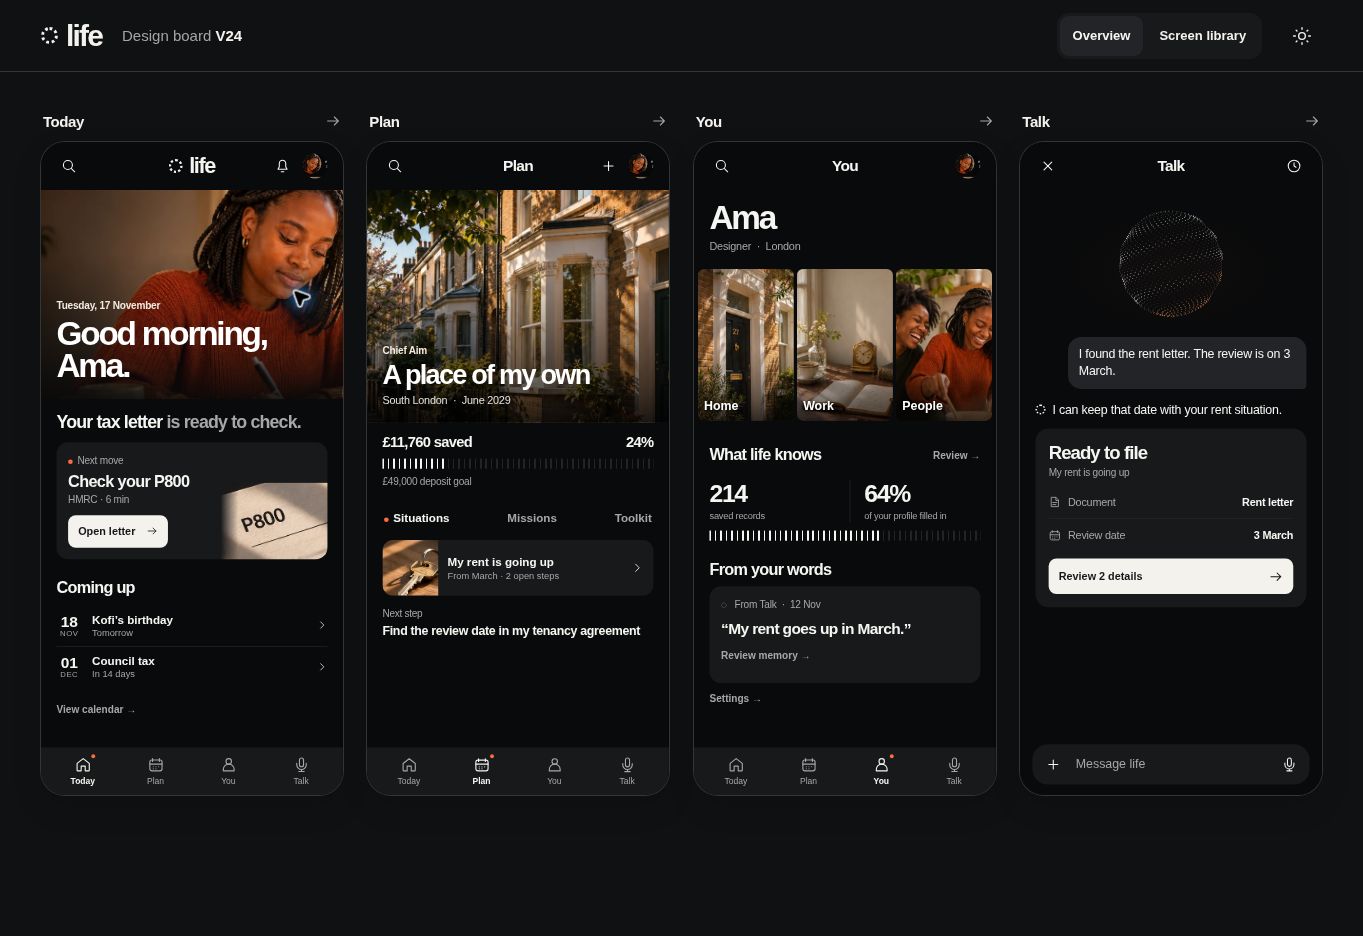 life
Design board V24
Overview
Screen library
Today →
Plan →
You →
Talk →
life
Tuesday, 17 November
Good morning,
Ama.
Your tax letter is ready to check.
Next move
Check your P800
HMRC · 6 min
Open letter →
P800
Coming up
18 NOV
Kofi’s birthday
Tomorrow
01 DEC
Council tax
In 14 days
View calendar →
Today
Plan
You
Talk
Plan
Chief Aim
A place of my own
South London · June 2029
£11,760 saved
24%
£49,000 deposit goal
Situations
Missions
Toolkit
My rent is going up
From March · 2 open steps
Next step
Find the review date in my tenancy agreement
Today
Plan
You
Talk
You
Ama
Designer · London
27
Home
Work
People
What life knows
Review →
214
saved records
64%
of your profile filled in
From your words
From Talk · 12 Nov
“My rent goes up in March.”
Review memory →
Settings →
Today
Plan
You
Talk
Talk
I found the rent letter. The review is on 3
March.
I can keep that date with your rent situation.
Ready to file
My rent is going up
Document
Rent letter
Review date
3 March
Review 2 details →
Message life